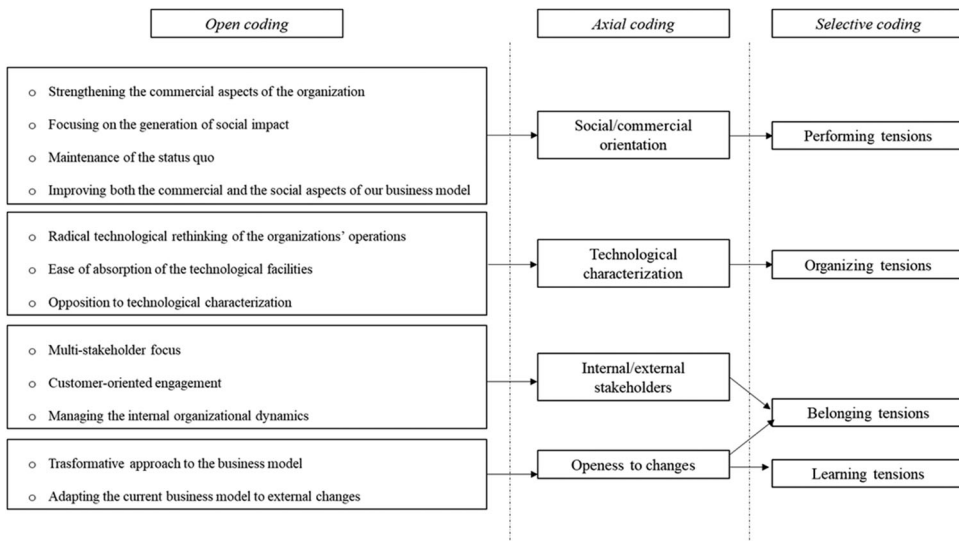 Open coding
Axial coding
Selective coding
Strengthening the commercial aspects of the organization
Focusing on the generation of social impact
Maintenance of the status quo
Improving both the commercial and the social aspects of our business model
Social/commercial
orientation
Performing tensions
Radical technological rethinking of the organizations' operations
Ease of absorption of the technological facilities
Opposition to technological characterization
Technological
characterization
Organizing tensions
Multi-stakeholder focus
Customer-oriented engagement
Managing the internal organizational dynamics
Internal/external
stakeholders
Belonging tensions
Trasformative approach to the business model
Adapting the current business model to external changes
Openess to changes
Learning tensions